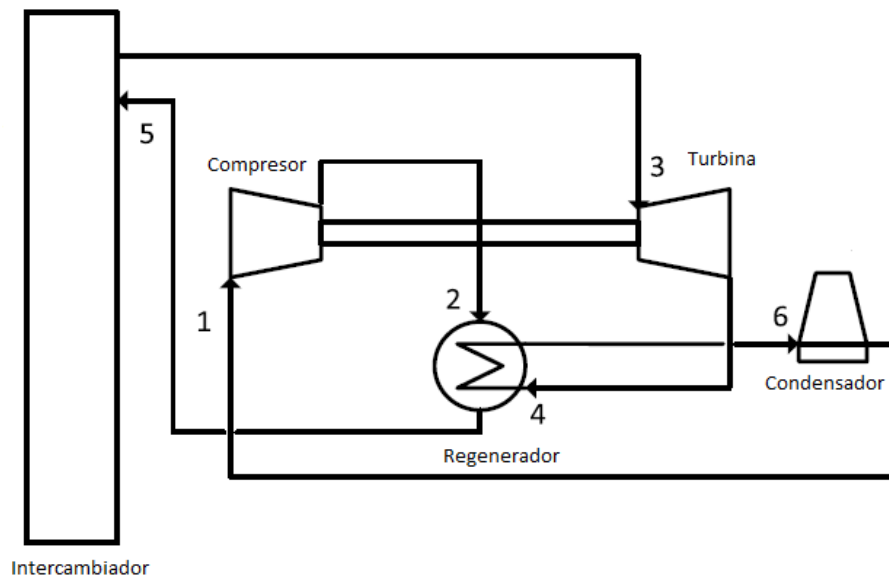 5
Compresor
3
Turbina
1
2
6
4
Condensador
Regenerador
Intercambiador